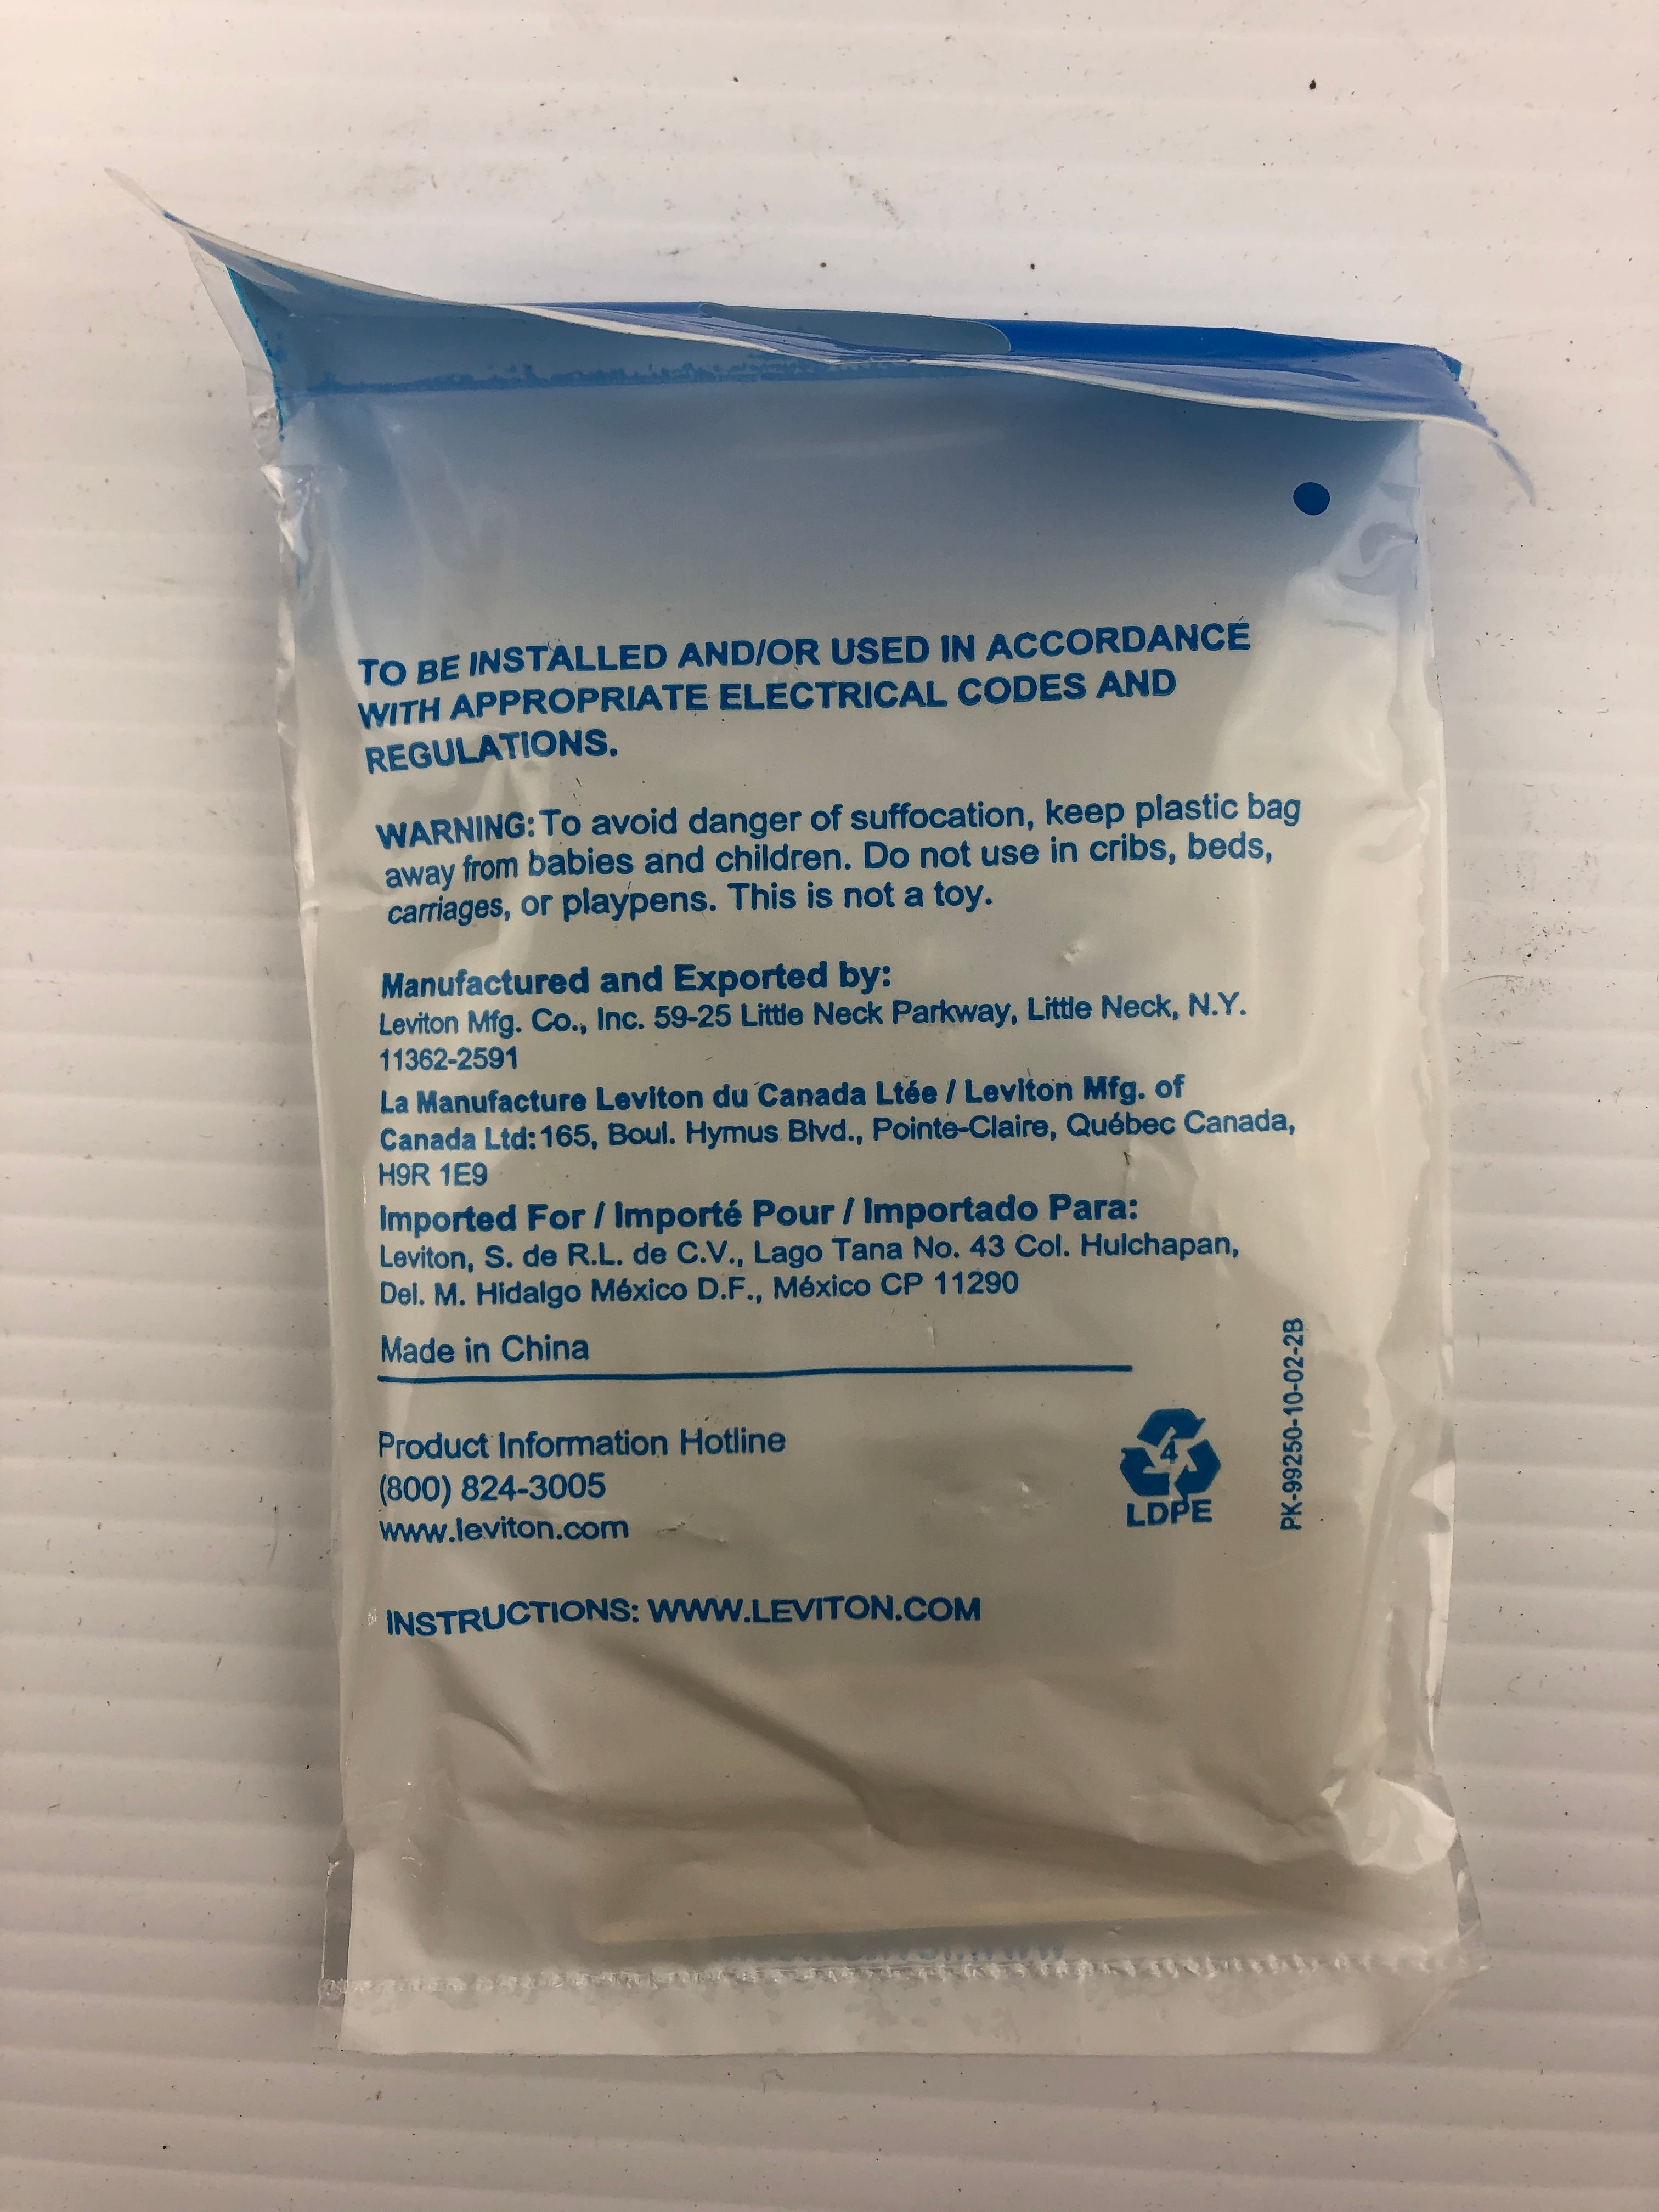 TO BE INSTALLED AND/OR USED IN ACCORDANCE
WITH APPROPRIATE ELECTRICAL CODES AND
REGULATIONS.
WARNING: To avoid danger of suffocation, keep plastic bag
away from babies and children. Do not use in cribs, beds,
carriages, or playpens. This is not a toy.
Manufactured and Exported by:
Leviton Mfg. Co., Inc. 59-25 Little Neck Parkway, Little Neck, N.Y.
11362-2591
La Manufacture Leviton du Canada Ltée / Leviton Mfg. of
Canada Ltd: 165, Boul. Hymus Blvd., Pointe-Claire, Québec Canada,
H9R 1E9
Imported For / Importé Pour / Importado Para:
Leviton, S. de R.L. de C.V., Lago Tana No. 43 Col. Hulchapan,
Del. M. Hidalgo México D.F., México CP 11290
Made in China
Product Information Hotline
(800) 824-3005
www.leviton.com
4
LDPE
PK-99250-10-02-2B
INSTRUCTIONS: WWW.LEVITON.COM